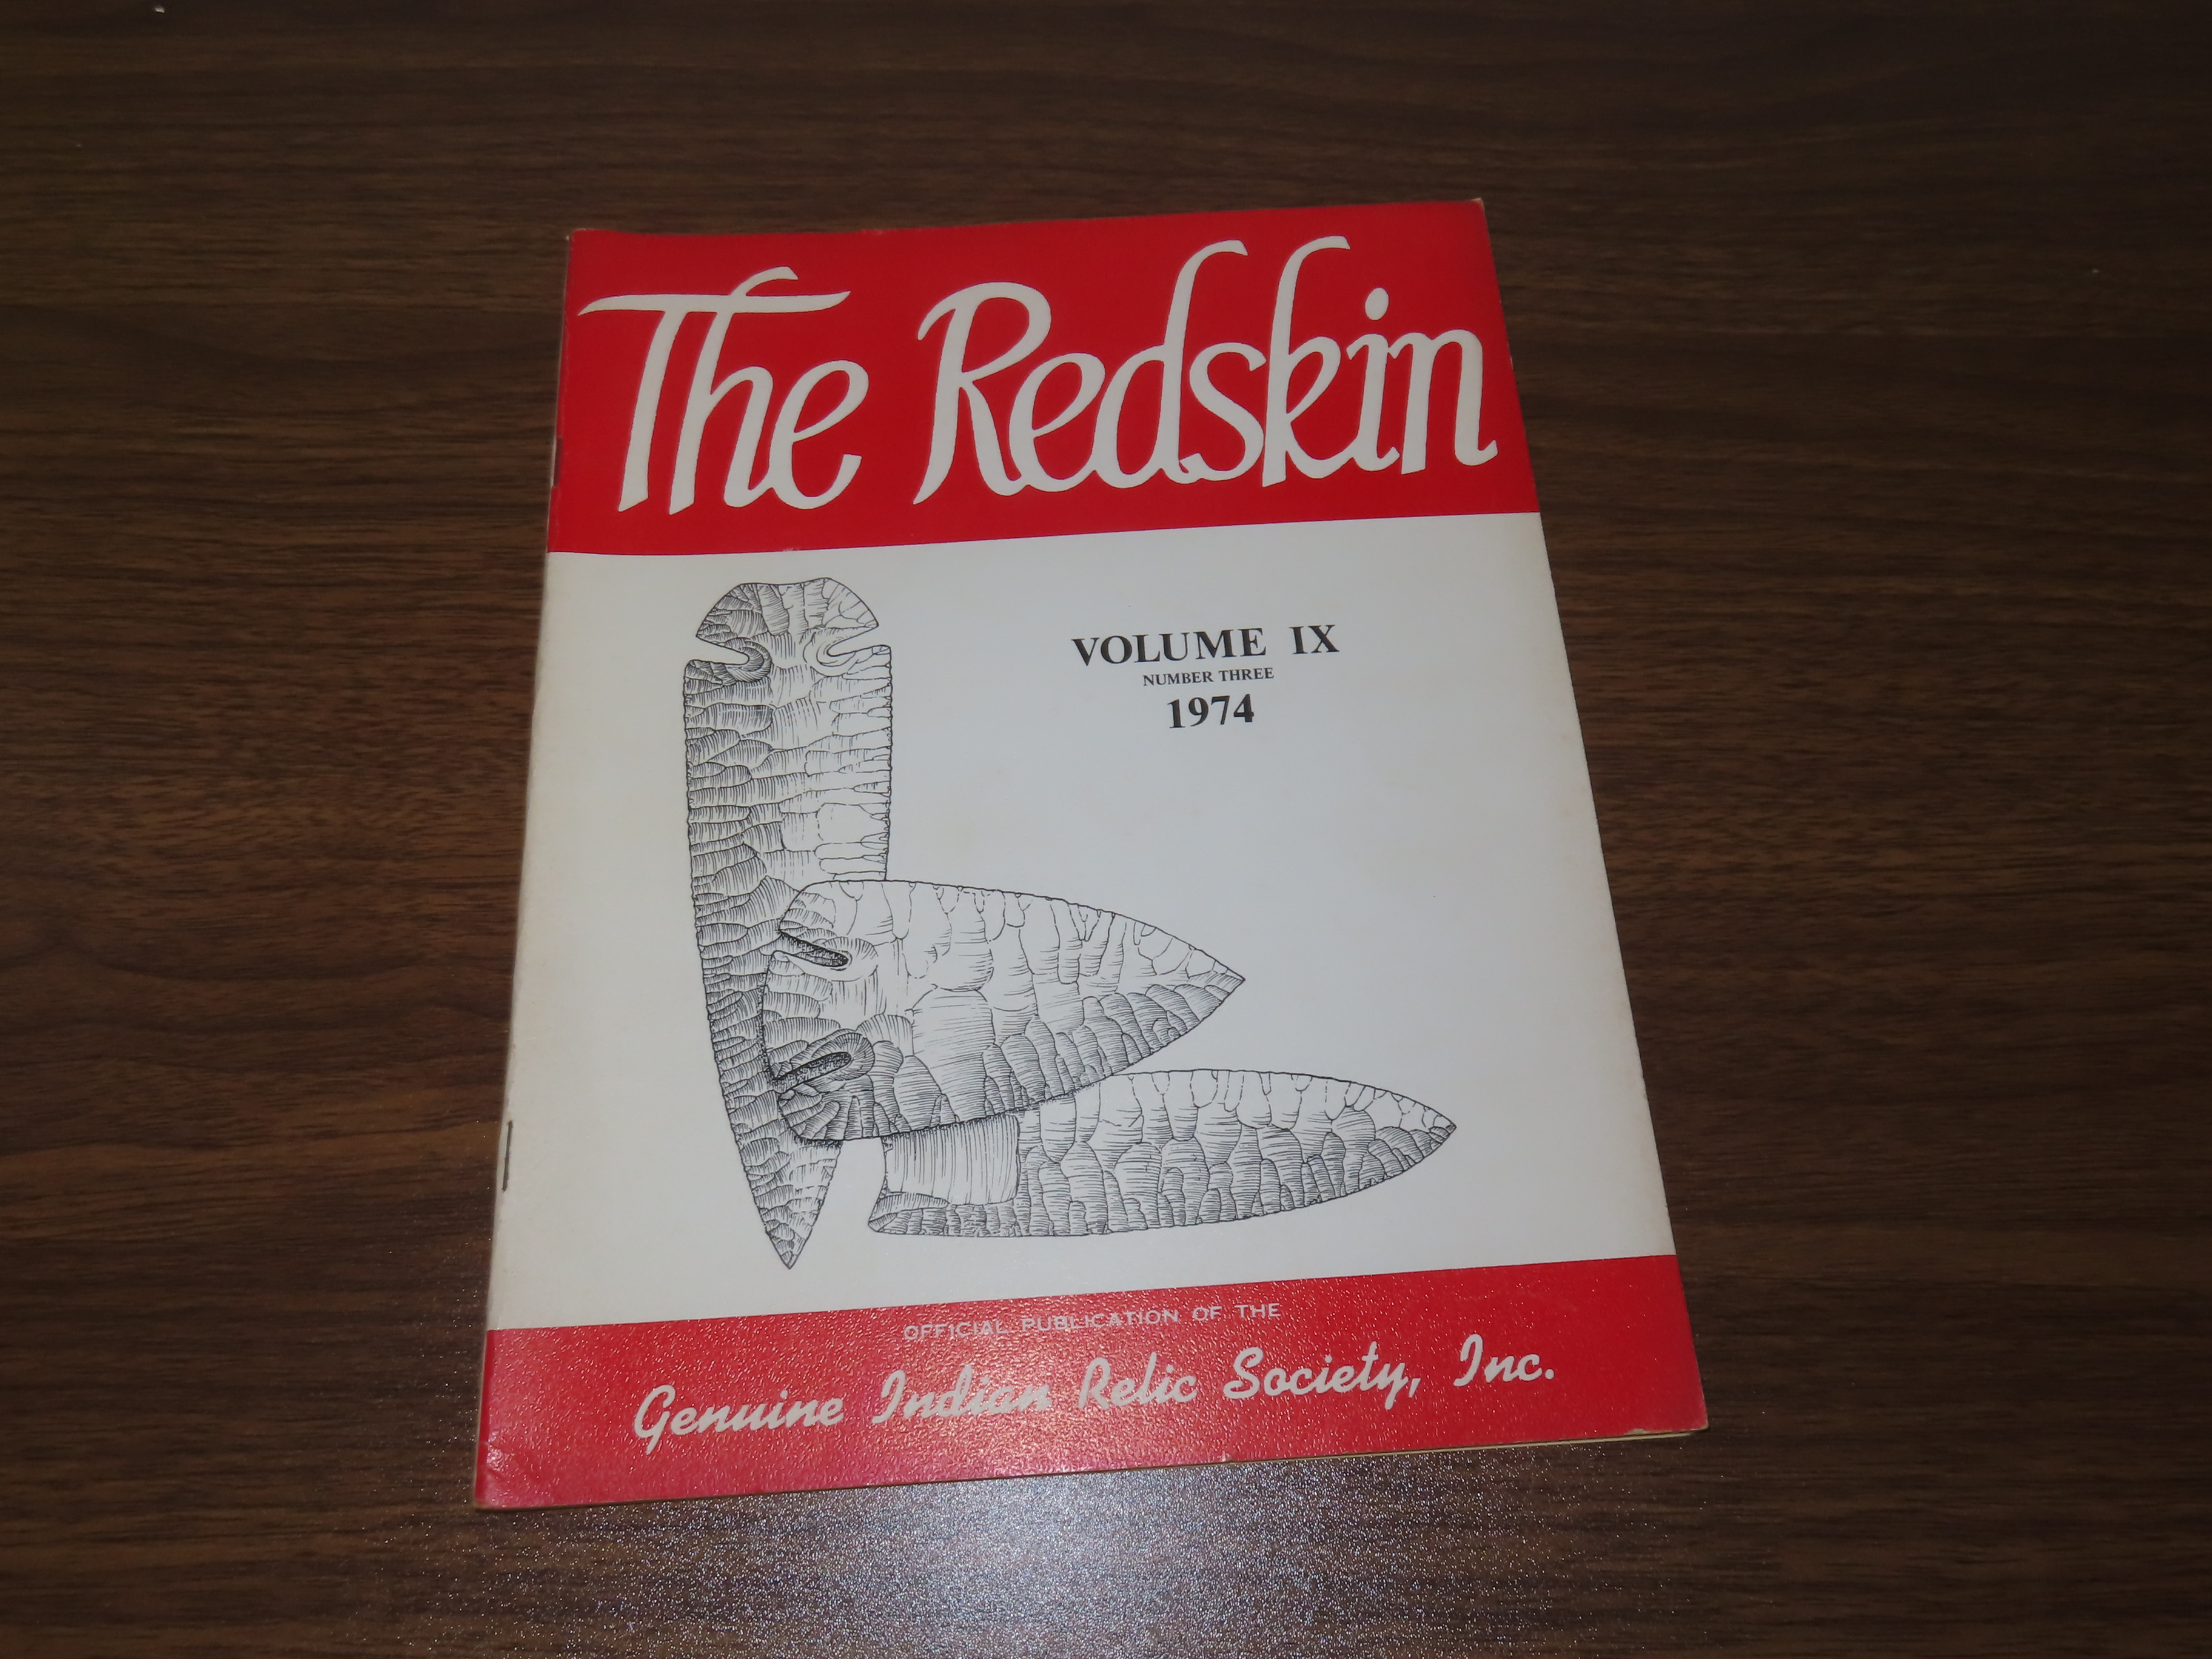 The Redskin
VOLUME IX
NUMBER THREE
1974
OFFICIAL PUBLICATION OF THE
Genuine Indian Relic Society, Inc.